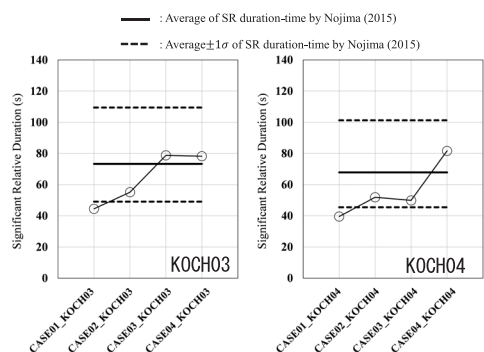 : Average of SR duration-time by Nojima (2015)
: Average±1σ of SR duration-time by Nojima (2015)
Significant Relative Duration (s)
140
120
100
80
60
40
20
0
KOCH03
CASE01_KOCH03
CASE02_KOCH03
CASE03_KOCH03
CASE04_KOCH03
Significant Relative Duration (s)
140
120
100
80
60
40
20
0
KOCH04
CASE01_KOCH04
CASE02_KOCH04
CASE03_KOCH04
CASE04_KOCH04